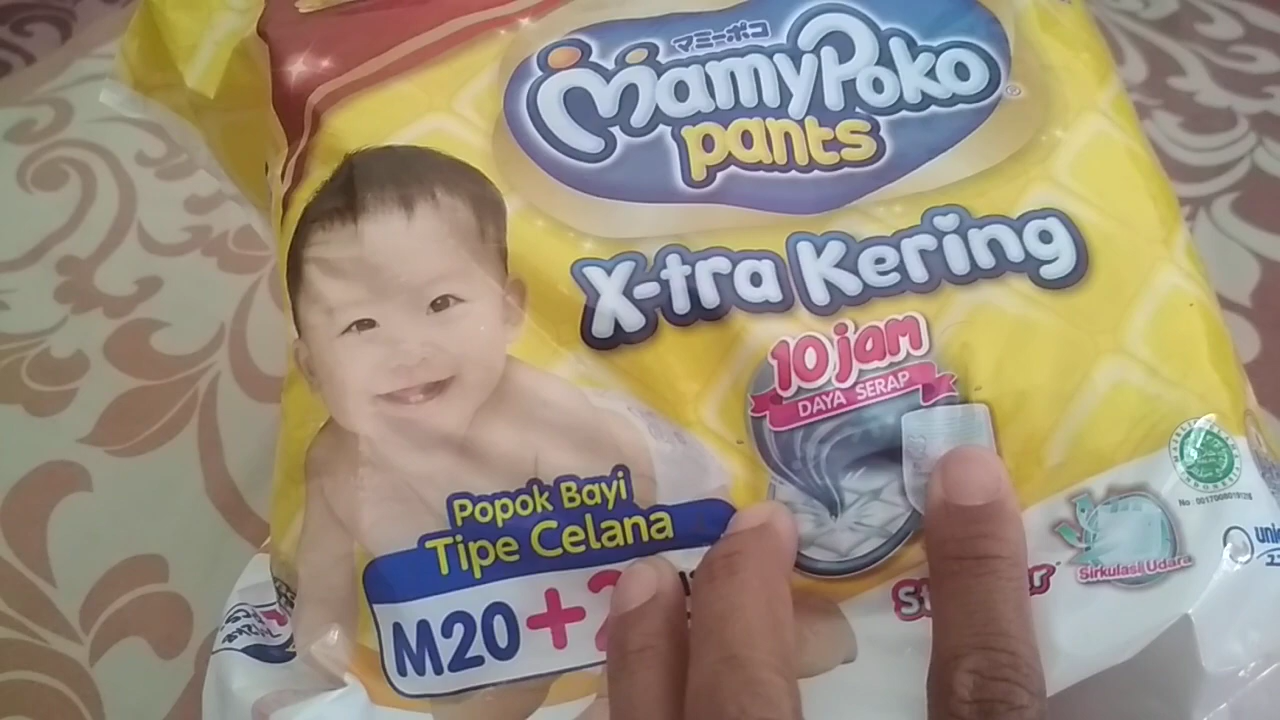 マミーポコ
MamyPoko
pants
X-tra Kering
10 jam
DAYA SERAP
Popok Bayi
Tipe Celana
M20+2
Sirkulasi Udara